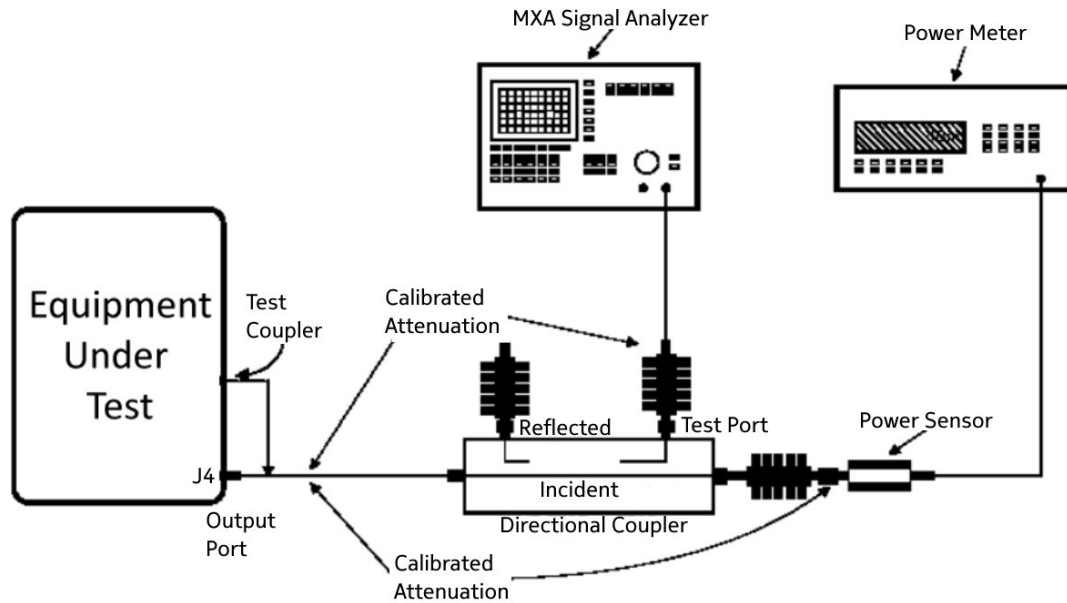 MXA Signal Analyzer
Power Meter
Equipment
Under
Test
Test
Coupler
Calibrated
Attenuation
Reflected
Test Port
Power Sensor
J4
Incident
Output
Port
Directional Coupler
Calibrated
Attenuation